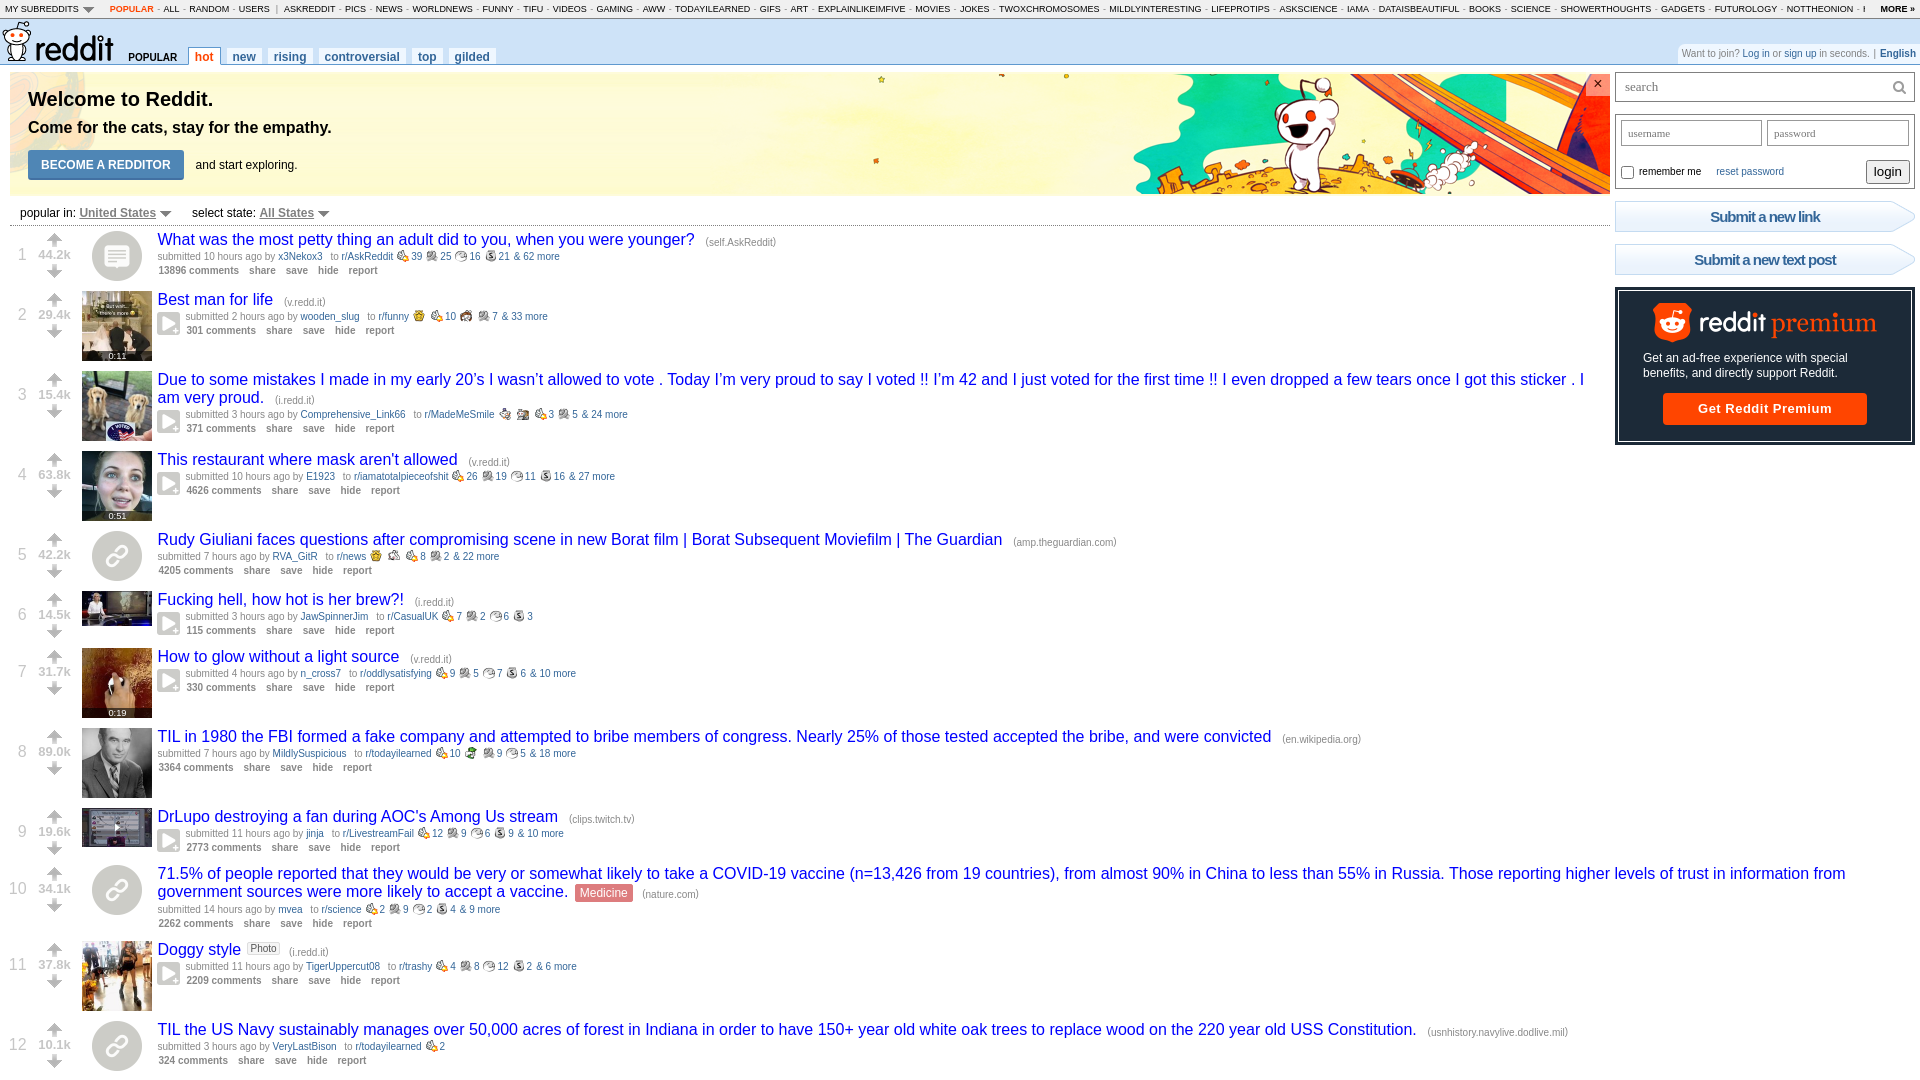 MY SUBREDDITS POPULAR - ALL - RANDOM - USERS | ASKREDDIT - PICS - NEWS - WORLDNEWS - FUNNY - TIFU - VIDEOS - GAMING - AWW - TODAYILEARNED - GIFS - ART - EXPLAINLIKEIMFIVE - MOVIES - JOKES - TWOXCHROMOSOMES - MILDLYINTERESTING - LIFEPROTIPS - ASKSCIENCE - IAMA - DATAISBEAUTIFUL - BOOKS - SCIENCE - SHOWERTHOUGHTS - GADGETS - FUTUROLOGY - NOTTHEONION - MORE »
reddit POPULAR hot new rising controversial top gilded
Want to join? Log in or sign up in seconds. | English
Welcome to Reddit.
Come for the cats, stay for the empathy.
BECOME A REDDITOR and start exploring.
×
search
username password
remember me reset password login
Submit a new link
Submit a new text post
reddit premium
Get an ad-free experience with special
benefits, and directly support Reddit.
Get Reddit Premium
popular in: United States select state: All States
1 44.2k What was the most petty thing an adult did to you, when you were younger? (self.AskReddit)
submitted 10 hours ago by x3Nekox3 to r/AskReddit 39 25 16 21 & 62 more
13896 comments share save hide report
2 29.4k Best man for life (v.redd.it)
submitted 2 hours ago by wooden_slug to r/funny 10 7 & 33 more
301 comments share save hide report
0:11
3 15.4k Due to some mistakes I made in my early 20’s I wasn’t allowed to vote . Today I’m very proud to say I voted !! I’m 42 and I just voted for the first time !! I even dropped a few tears once I got this sticker . I
am very proud. (i.redd.it)
submitted 3 hours ago by Comprehensive_Link66 to r/MadeMeSmile 3 5 & 24 more
371 comments share save hide report
4 63.8k This restaurant where mask aren't allowed (v.redd.it)
submitted 10 hours ago by E1923 to r/iamatotalpieceofshit 26 19 11 16 & 27 more
4626 comments share save hide report
0:51
5 42.2k Rudy Giuliani faces questions after compromising scene in new Borat film | Borat Subsequent Moviefilm | The Guardian (amp.theguardian.com)
submitted 7 hours ago by RVA_GitR to r/news 8 2 & 22 more
4205 comments share save hide report
6 14.5k Fucking hell, how hot is her brew?! (i.redd.it)
submitted 3 hours ago by JawSpinnerJim to r/CasualUK 7 2 6 3
115 comments share save hide report
7 31.7k How to glow without a light source (v.redd.it)
submitted 4 hours ago by n_cross7 to r/oddlysatisfying 9 5 7 6 & 10 more
330 comments share save hide report
0:19
8 89.0k TIL in 1980 the FBI formed a fake company and attempted to bribe members of congress. Nearly 25% of those tested accepted the bribe, and were convicted (en.wikipedia.org)
submitted 7 hours ago by MildlySuspicious to r/todayilearned 10 9 5 & 18 more
3364 comments share save hide report
9 19.6k DrLupo destroying a fan during AOC's Among Us stream (clips.twitch.tv)
submitted 11 hours ago by jinja to r/LivestreamFail 12 9 6 9 & 10 more
2773 comments share save hide report
10 34.1k 71.5% of people reported that they would be very or somewhat likely to take a COVID-19 vaccine (n=13,426 from 19 countries), from almost 90% in China to less than 55% in Russia. Those reporting higher levels of trust in information from
government sources were more likely to accept a vaccine. Medicine (nature.com)
submitted 14 hours ago by mvea to r/science 2 9 2 4 & 9 more
2262 comments share save hide report
11 37.8k Doggy style Photo (i.redd.it)
submitted 11 hours ago by TigerUppercut08 to r/trashy 4 8 12 2 & 6 more
2209 comments share save hide report
12 10.1k TIL the US Navy sustainably manages over 50,000 acres of forest in Indiana in order to have 150+ year old white oak trees to replace wood on the 220 year old USS Constitution. (usnhistory.navylive.dodlive.mil)
submitted 3 hours ago by VeryLastBison to r/todayilearned 2
324 comments share save hide report